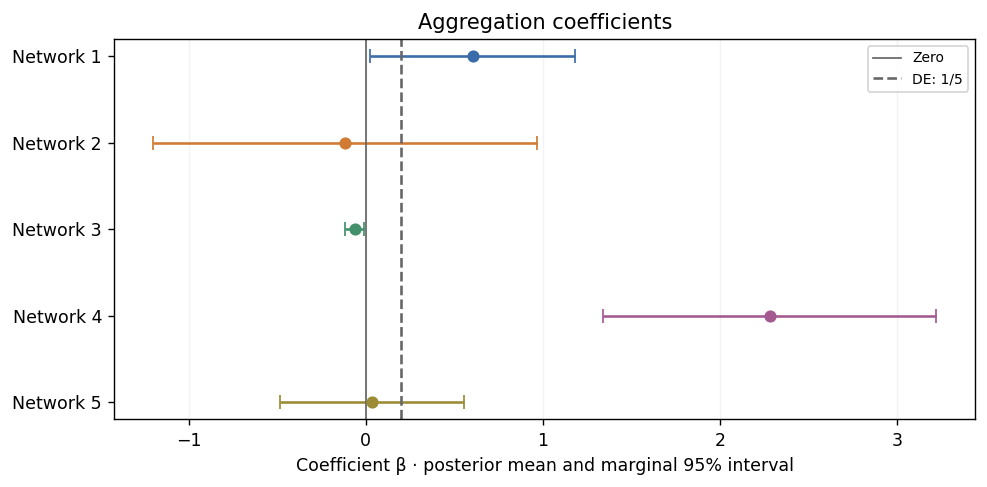 Aggregation coefficients
Network 1
Network 2
Network 3
Network 4
Network 5
Zero
DE: 1/5
−1
0
1
2
3
Coefficient β · posterior mean and marginal 95% interval